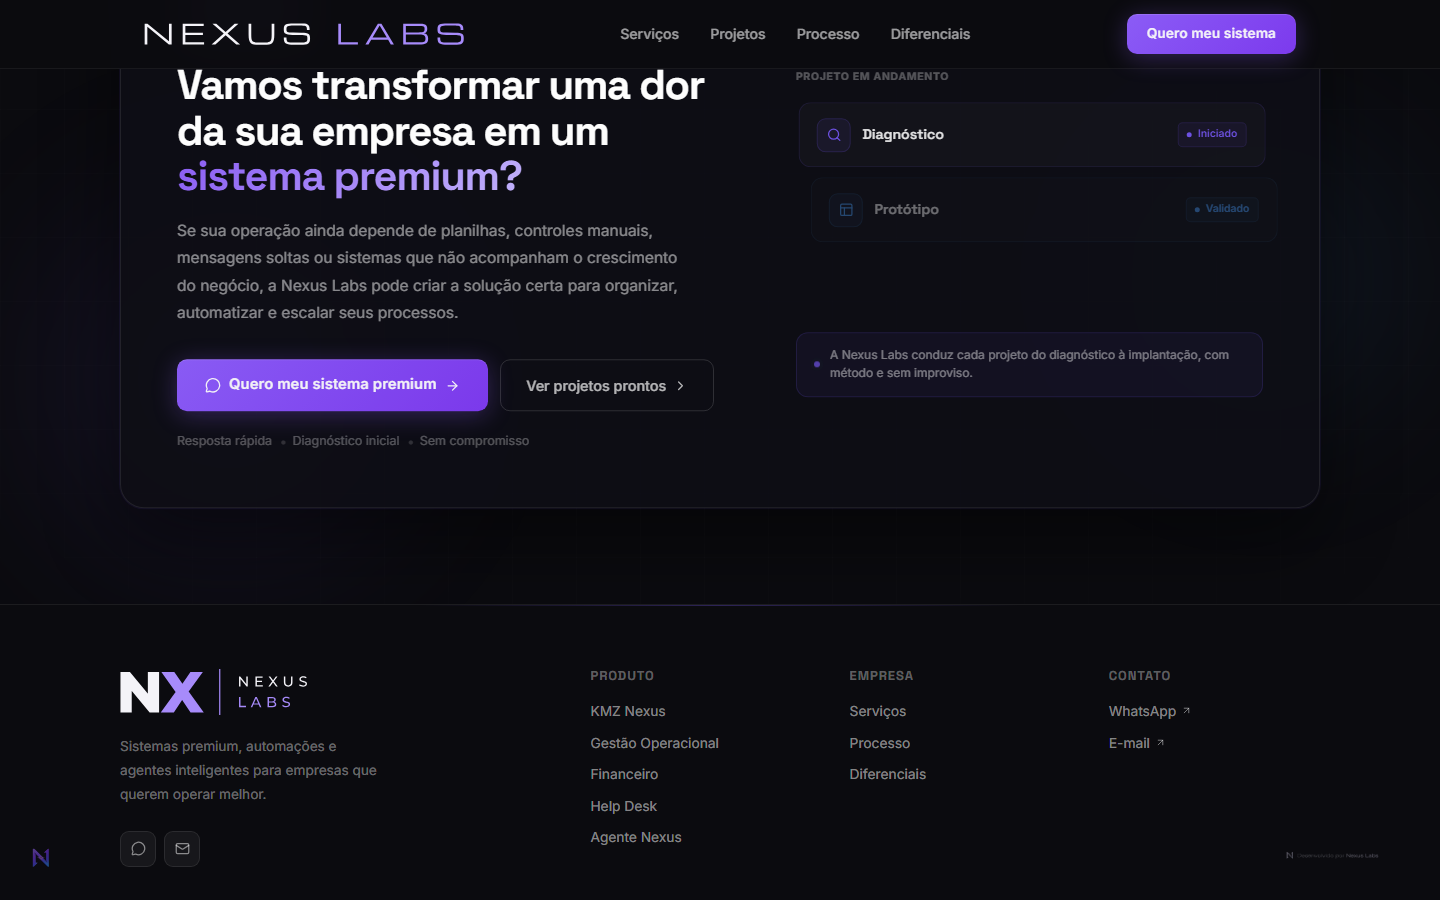 NEXUS LABS
Serviços
Projetos
Processo
Diferenciais
Quero meu sistema
Vamos transformar uma dor
da sua empresa em um
sistema premium?
Se sua operação ainda depende de planilhas, controles manuais,
mensagens soltas ou sistemas que não acompanham o crescimento
do negócio, a Nexus Labs pode criar a solução certa para organizar,
automatizar e escalar seus processos.
Quero meu sistema premium
Ver projetos prontos
Resposta rápida • Diagnóstico inicial • Sem compromisso
PROJETO EM ANDAMENTO
Diagnóstico
Iniciado
Protótipo
Validado
A Nexus Labs conduz cada projeto do diagnóstico à implantação, com
método e sem improviso.
NX
NEXUS
LABS
Sistemas premium, automações e
agentes inteligentes para empresas que
querem operar melhor.
PRODUTO
KMZ Nexus
Gestão Operacional
Financeiro
Help Desk
Agente Nexus
EMPRESA
Serviços
Processo
Diferenciais
CONTATO
WhatsApp
E-mail
N
N Desenvolvido por Nexus Labs